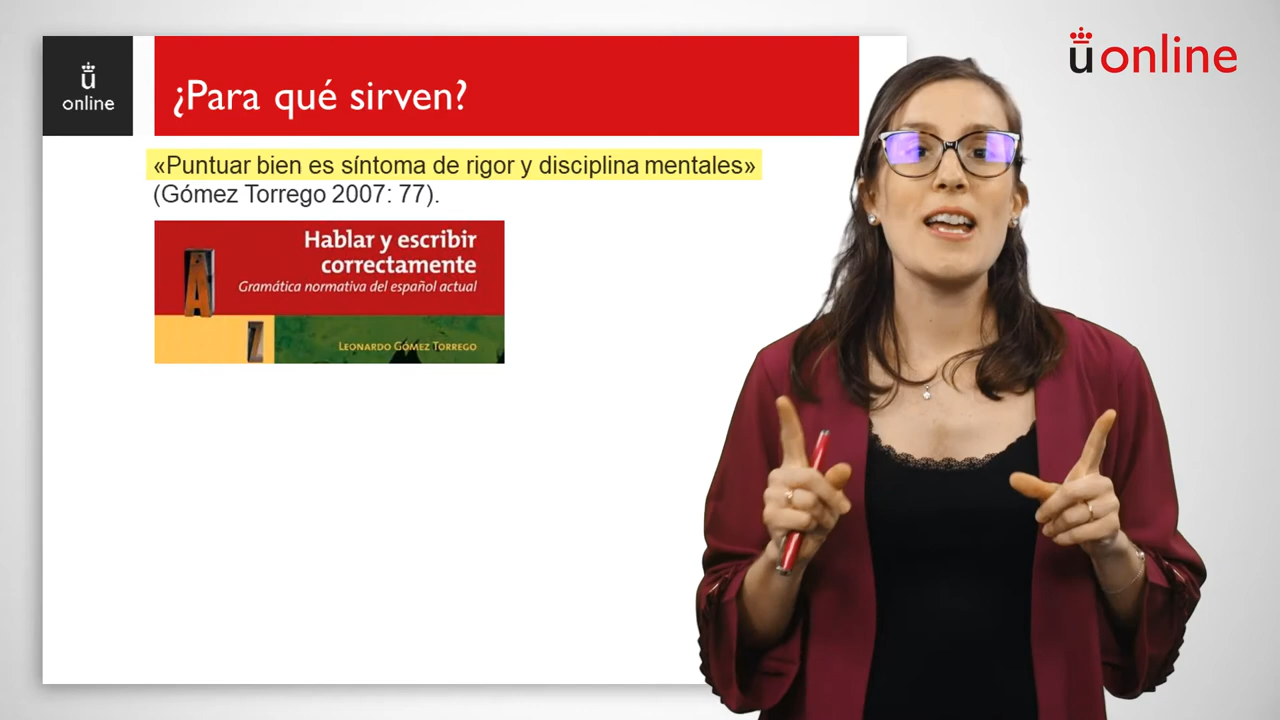 ü
online
¿Para qué sirven?
üonline
«Puntuar bien es síntoma de rigor y disciplina mentales»
(Gómez Torrego 2007: 77).
Hablar y escribir
correctamente
Gramática normativa del español actual
A
Z
Leonardo Gómez Torrego